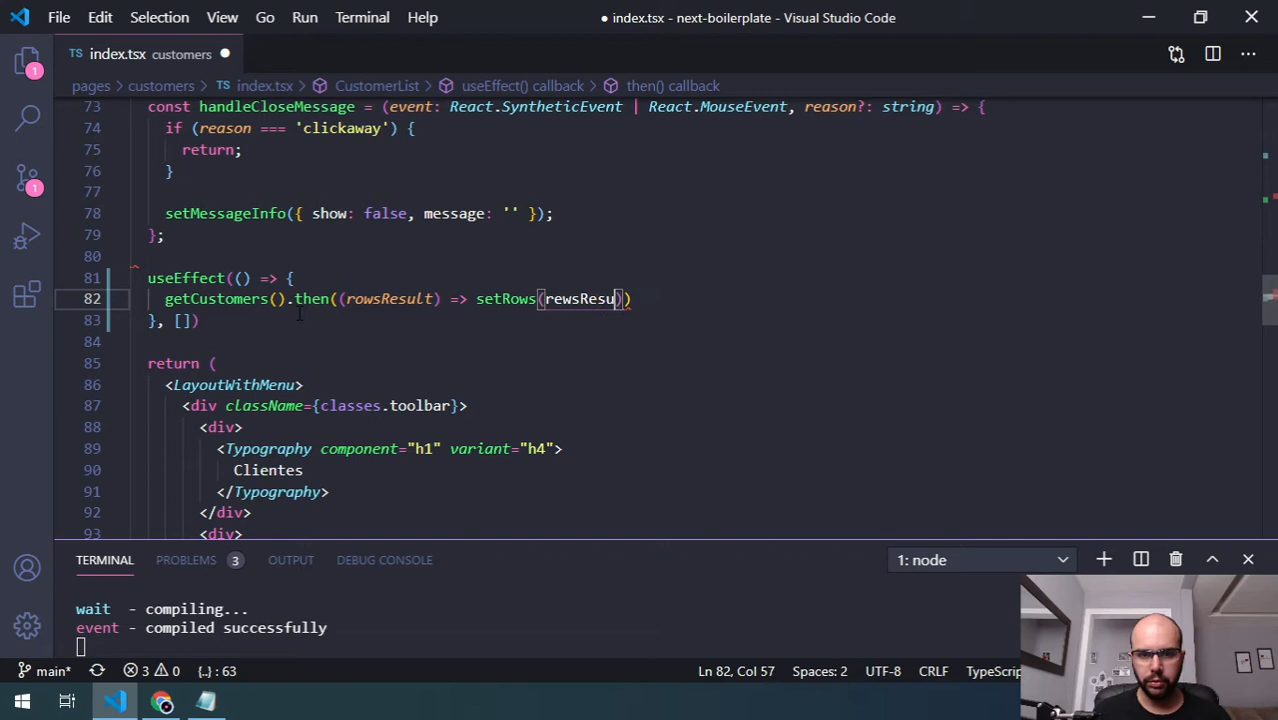 File Edit Selection View Go Run Terminal Help
● index.tsx - next-boilerplate - Visual Studio Code
TS index.tsx customers ●
pages > customers > TS index.tsx > CustomerList > useEffect() callback > then() callback
73 const handleCloseMessage = (event: React.SyntheticEvent | React.MouseEvent, reason?: string) => {
74 if (reason === 'clickaway') {
75 return;
76 }
77
78 setMessageInfo({ show: false, message: '' });
79 };
80
81 useEffect(() => {
82 getCustomers().then((rowsResult) => setRows(rewsResu))
83 }, [])
84
85 return (
86 <LayoutWithMenu>
87 <div className={classes.toolbar}>
88 <div>
89 <Typography component="h1" variant="h4">
90 Clientes
91 </Typography>
92 </div>
93 <div>
1
1
TERMINAL PROBLEMS 3 OUTPUT DEBUG CONSOLE 1: node
wait - compiling...
event - compiled successfully
main* 3 0 {..} : 63 Ln 82, Col 57 Spaces: 2 UTF-8 CRLF TypeScrip